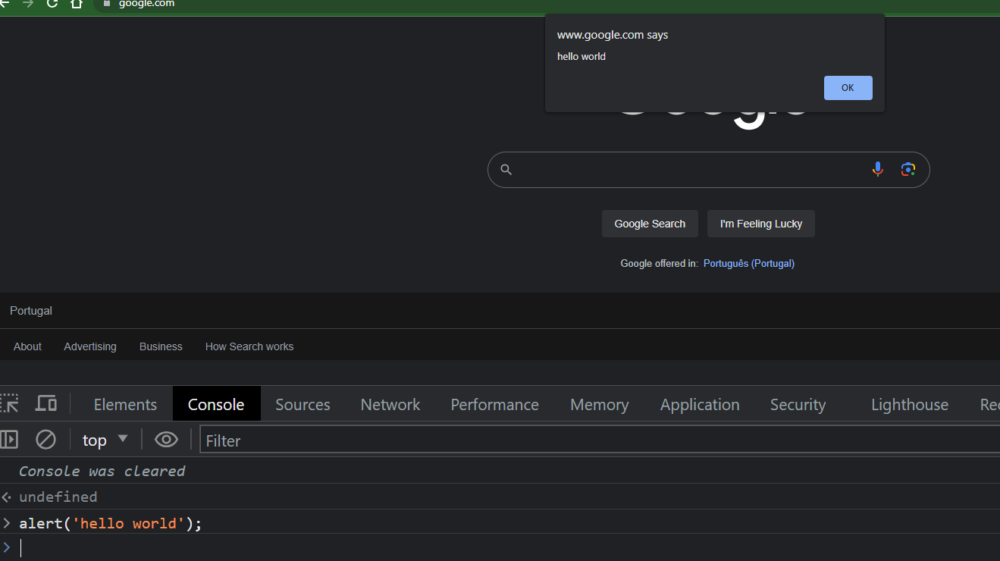 google.com
www.google.com says
hello world
OK
Google Search
I'm Feeling Lucky
Google offered in: Português (Portugal)
Portugal
About Advertising Business How Search works
Elements Console Sources Network Performance Memory Application Security Lighthouse
top Filter
Console was cleared
undefined
alert('hello world');